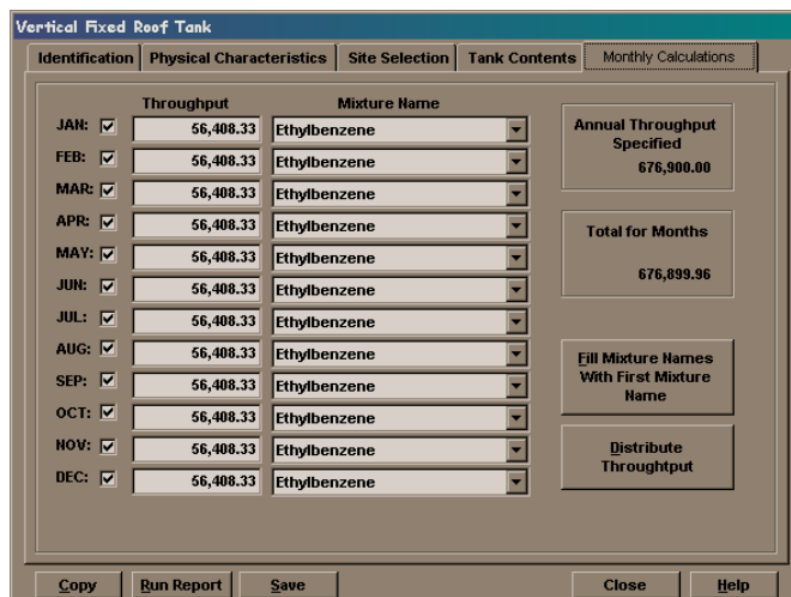 Vertical Fixed Roof Tank
Identification Physical Characteristics Site Selection Tank Contents Monthly Calculations
Throughput Mixture Name
JAN: 56,408.33 Ethylbenzene
FEB: 56,408.33 Ethylbenzene
MAR: 56,408.33 Ethylbenzene
APR: 56,408.33 Ethylbenzene
MAY: 56,408.33 Ethylbenzene
JUN: 56,408.33 Ethylbenzene
JUL: 56,408.33 Ethylbenzene
AUG: 56,408.33 Ethylbenzene
SEP: 56,408.33 Ethylbenzene
OCT: 56,408.33 Ethylbenzene
NOV: 56,408.33 Ethylbenzene
DEC: 56,408.33 Ethylbenzene
Annual Throughput
Specified
676,900.00
Total for Months
676,899.96
Fill Mixture Names
With First Mixture
Name
Distribute
Throughtput
Copy Run Report Save Close Help